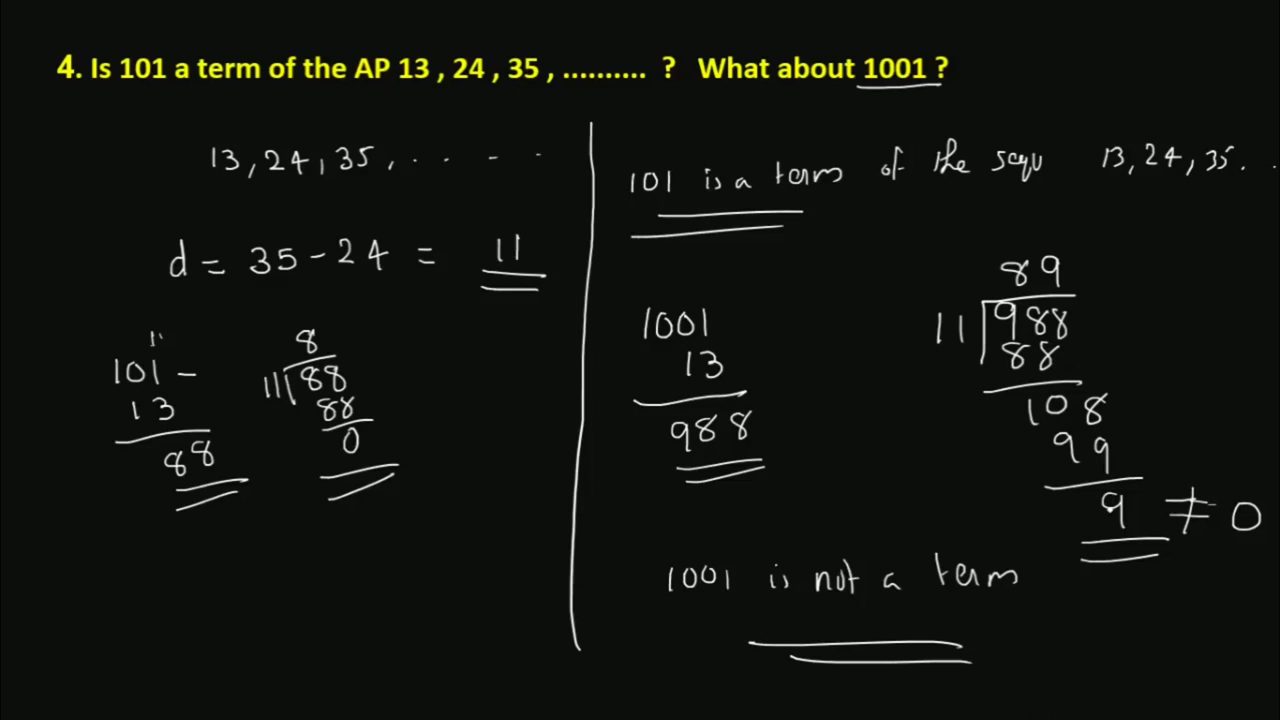 4. Is 101 a term of the AP 13 , 24 , 35 , .......... ? What about 1001 ?
13, 24, 35, . . . .
d = 35 - 24 = 11
11
101 -
13
88
8
11 88
88
0
101 is a term of the sequ 13, 24, 35. .
1001
13
988
89
11 988
88
108
99
9 ≠ 0
1001 is not a term